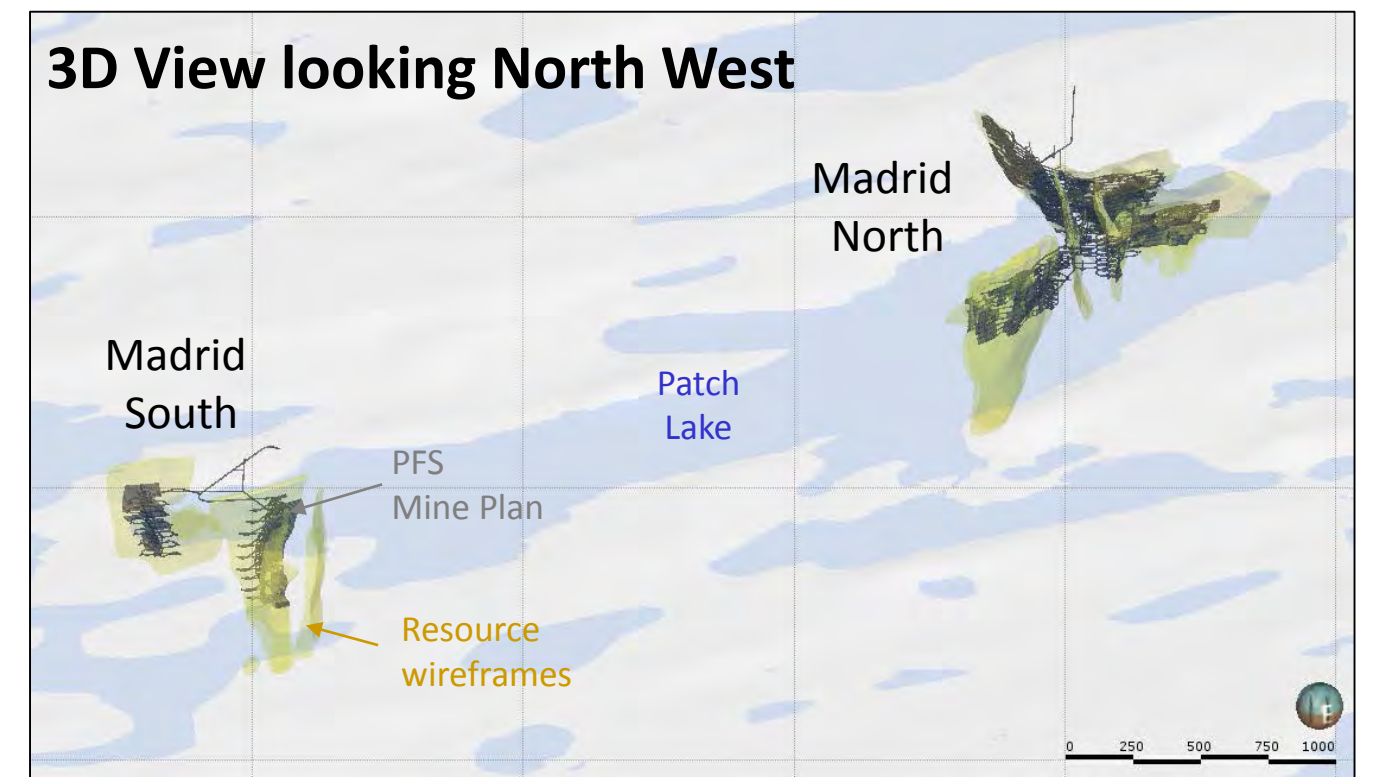 3D View looking North West
Madrid
North
Madrid
South
Patch
Lake
PFS
Mine Plan
Resource
wireframes
E
0 250 500 750 1000